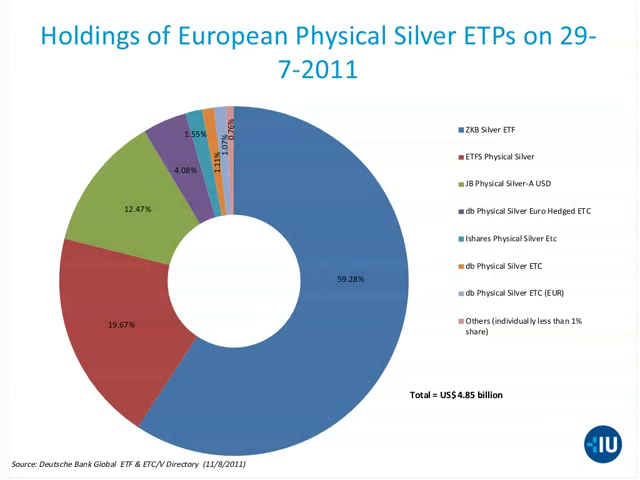 Holdings of European Physical Silver ETPs on 29-
7-2011
0.76%
1.07%
1.11%
1.55%
4.08%
12.47%
19.67%
59.28%
ZKB Silver ETF
ETFS Physical Silver
JB Physical Silver-A USD
db Physical Silver Euro Hedged ETC
Ishares Physical Silver Etc
db Physical Silver ETC
db Physical Silver ETC (EUR)
Others (individually less than 1%
share)
Total = US$ 4.85 billion
IU
Source: Deutsche Bank Global ETF & ETC/V Directory (11/8/2011)